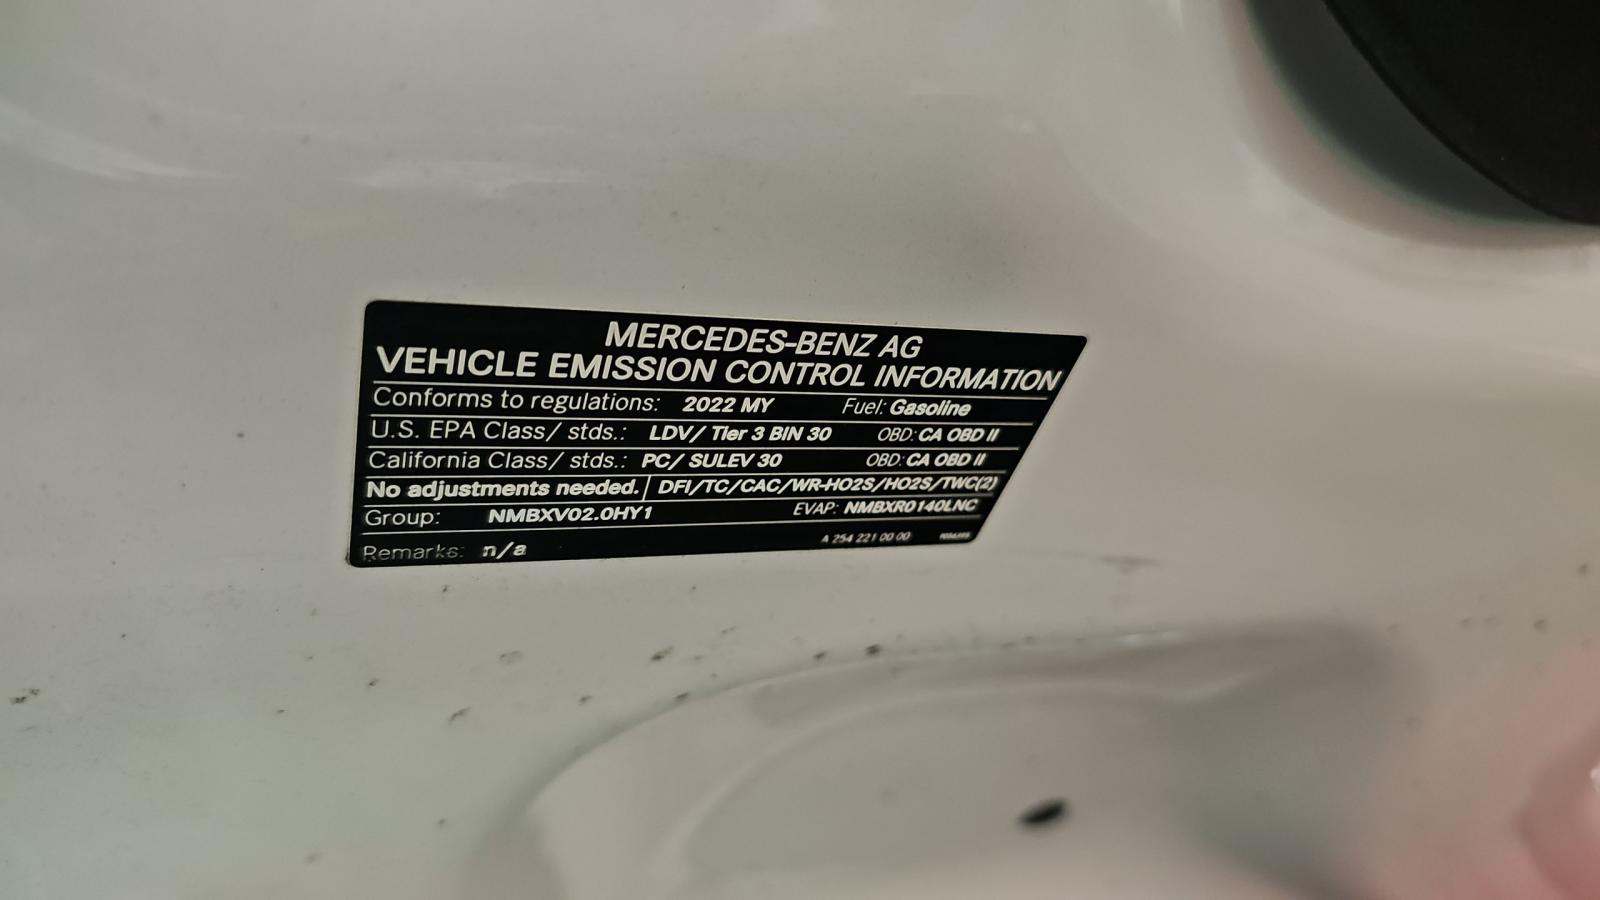 MERCEDES-BENZ AG
VEHICLE EMISSION CONTROL INFORMATION
Conforms to regulations: 2022 MY Fuel: Gasoline
U.S. EPA Class/ stds.: LDV/ Tier 3 BIN 30 OBD: CA OBD II
California Class/ stds.: PC/ SULEV 30 OBD: CA OBD II
No adjustments needed. DFI/TC/CAC/WR-HO2S/HO2S/TWC(2)
Group: NMBXV02.0HY1 EVAP: NMBXR0140LNC
Remarks: n/a A 254 221 00 00